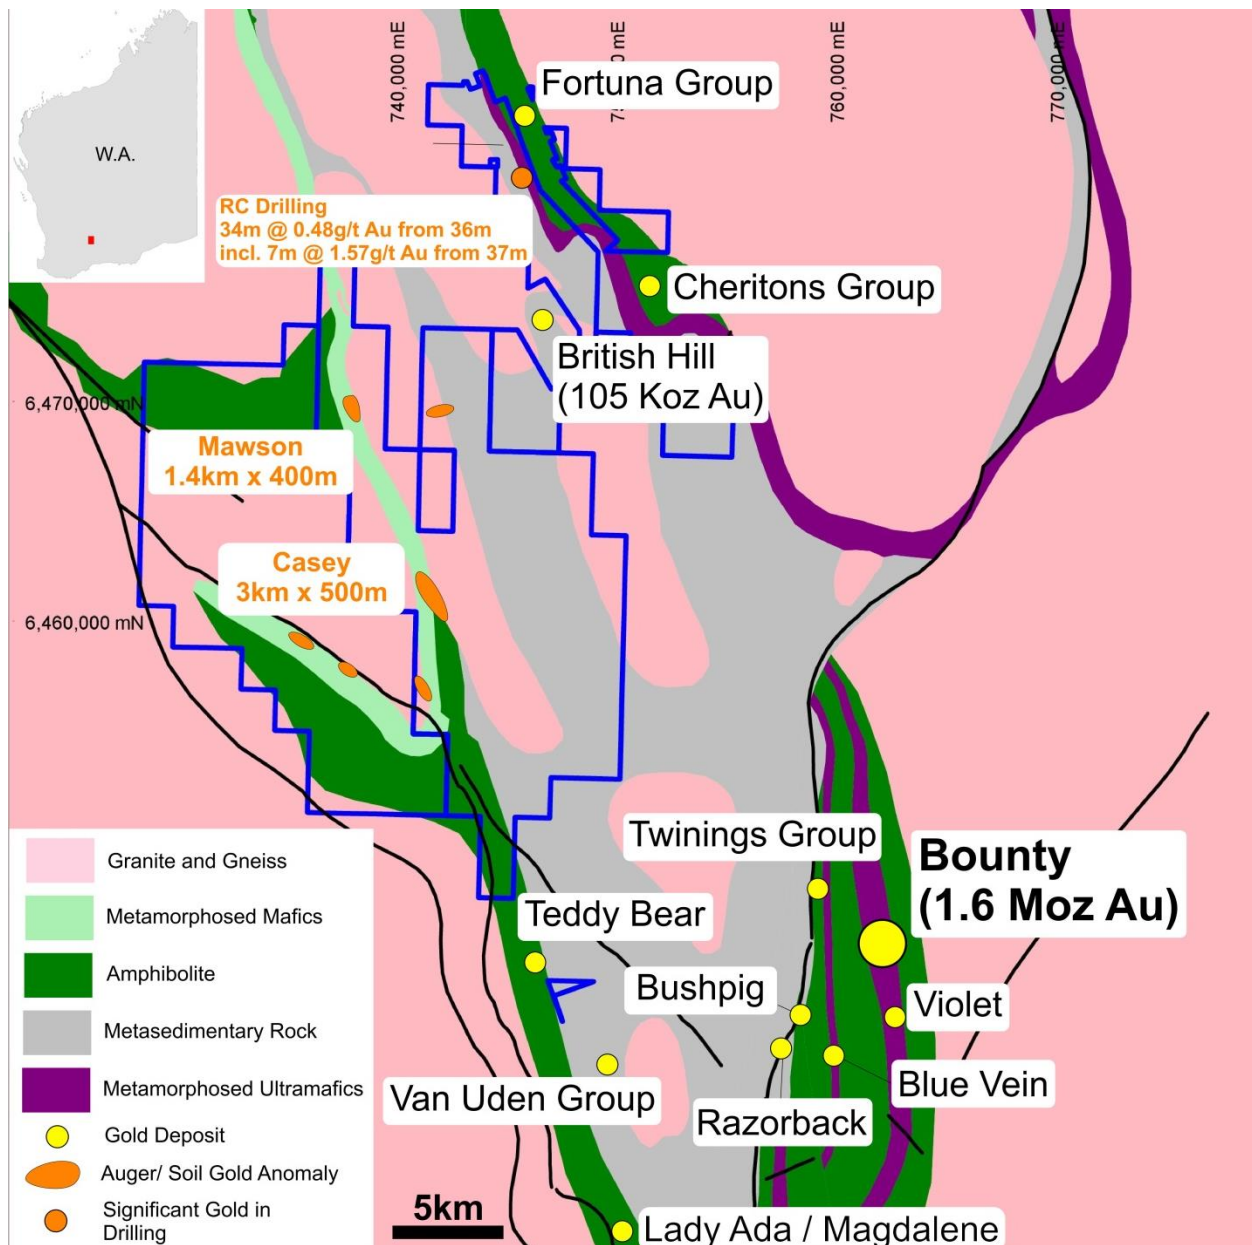 740,000 mE
mE
760,000 mE
770,000 mE
W.A.
Fortuna Group
RC Drilling
34m @ 0.48g/t Au from 36m
incl. 7m @ 1.57g/t Au from 37m
Cheritons Group
British Hill
(105 Koz Au)
6,470,000 mN
Mawson
1.4km x 400m
Casey
3km x 500m
6,460,000 mN
Twinings Group
Bounty
(1.6 Moz Au)
Teddy Bear
Bushpig
Violet
Van Uden Group
Blue Vein
Razorback
Lady Ada / Magdalene
5km
Granite and Gneiss
Metamorphosed Mafics
Amphibolite
Metasedimentary Rock
Metamorphosed Ultramafics
Gold Deposit
Auger/ Soil Gold Anomaly
Significant Gold in
Drilling